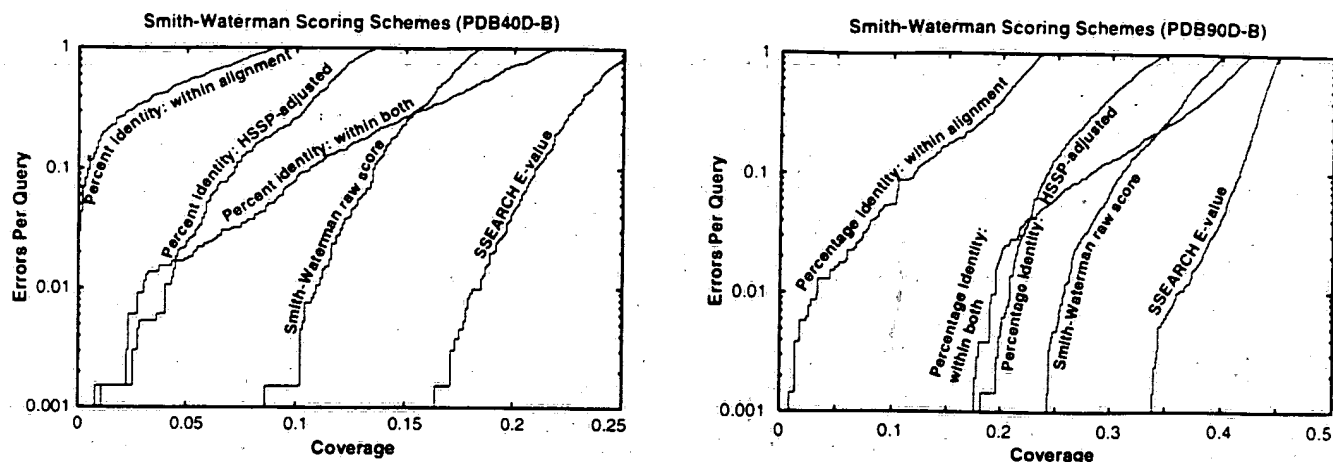 Smith-Waterman Scoring Schemes (PDB40D-B)
Errors Per Query
1
0.1
0.01
0.001
Percent identity: within alignment
Percent identity: HSSP-adjusted
Percent identity: within both
Smith-Waterman raw score
SSEARCH E-value
0
0.05
0.1
0.15
0.2
0.25
Coverage
Smith-Waterman Scoring Schemes (PDB90D-B)
Errors Per Query
1
0.1
0.01
0.001
Percentage identity: within alignment
Percentage identity:
within both
Percentage identity:
HSSP-adjusted
Smith-Waterman raw score
SSEARCH E-value
0
0.1
0.2
0.3
0.4
0.5
Coverage